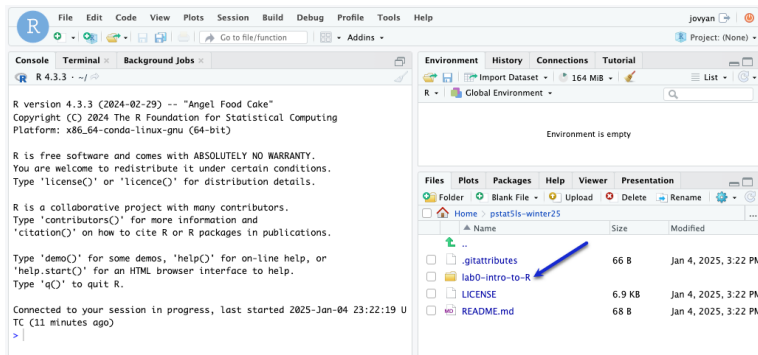 R
File Edit Code View Plots Session Build Debug Profile Tools Help
jovyan
Go to file/function
Addins
Project: (None)
Console Terminal Background Jobs
R 4.3.3 · ~/
R version 4.3.3 (2024-02-29) -- "Angel Food Cake"
Copyright (C) 2024 The R Foundation for Statistical Computing
Platform: x86_64-conda-linux-gnu (64-bit)
R is free software and comes with ABSOLUTELY NO WARRANTY.
You are welcome to redistribute it under certain conditions.
Type 'license()' or 'licence()' for distribution details.
R is a collaborative project with many contributors.
Type 'contributors()' for more information and
'citation()' on how to cite R or R packages in publications.
Type 'demo()' for some demos, 'help()' for on-line help, or
'help.start()' for an HTML browser interface to help.
Type 'q()' to quit R.
Connected to your session in progress, last started 2025-Jan-04 23:22:19 U
TC (11 minutes ago)
>
Environment History Connections Tutorial
Import Dataset 164 MiB List
R Global Environment
Environment is empty
Files Plots Packages Help Viewer Presentation
Folder Blank File Upload Delete Rename
Home pstat5ls-winter25 ...
Name Size Modified
..
.gitattributes 66 B Jan 4, 2025, 3:22 PM
lab0-intro-to-R
LICENSE 6.9 KB Jan 4, 2025, 3:22 PM
MD README.md 68 B Jan 4, 2025, 3:22 PM